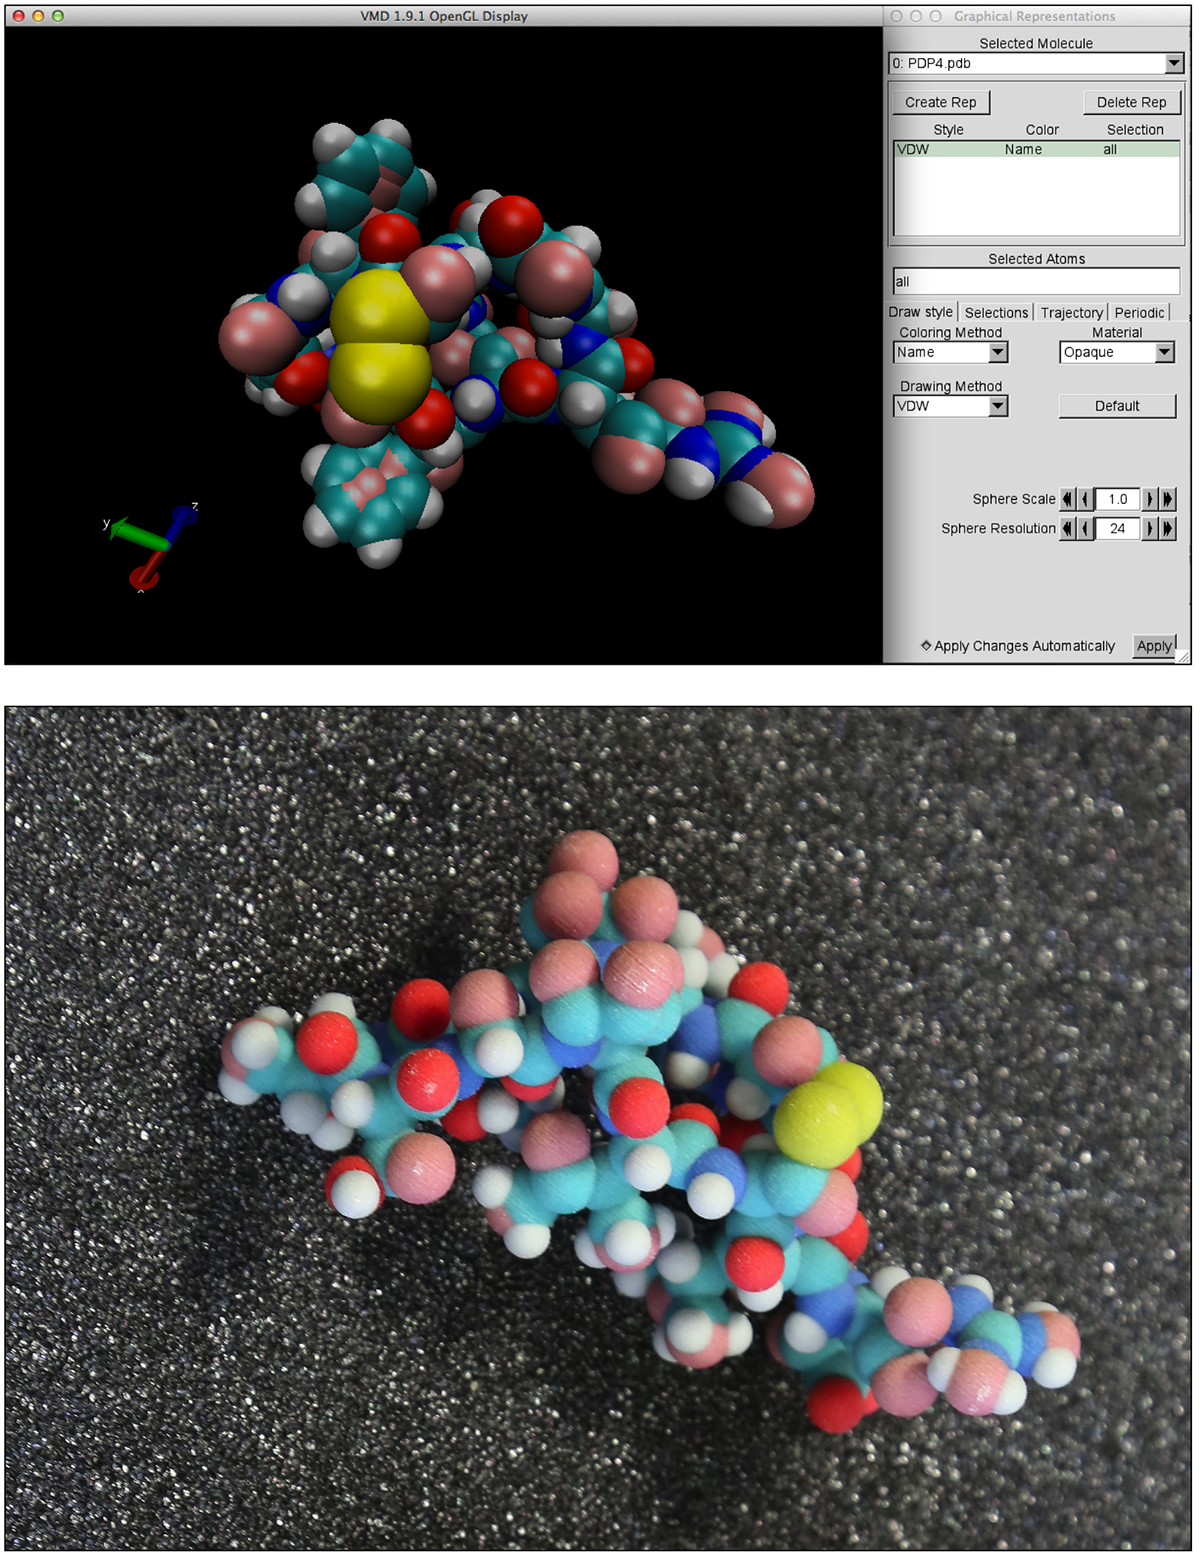 VMD 1.9.1 OpenGL Display
Graphical Representations
Selected Molecule
0: PDP4.pdb
Create Rep
Delete Rep
Style Color Selection
VDW Name all
Selected Atoms
all
Draw style Selections Trajectory Periodic
Coloring Method Material
Name Opaque
Drawing Method
VDW Default
Sphere Scale 1.0
Sphere Resolution 24
Apply Changes Automatically Apply
z
y